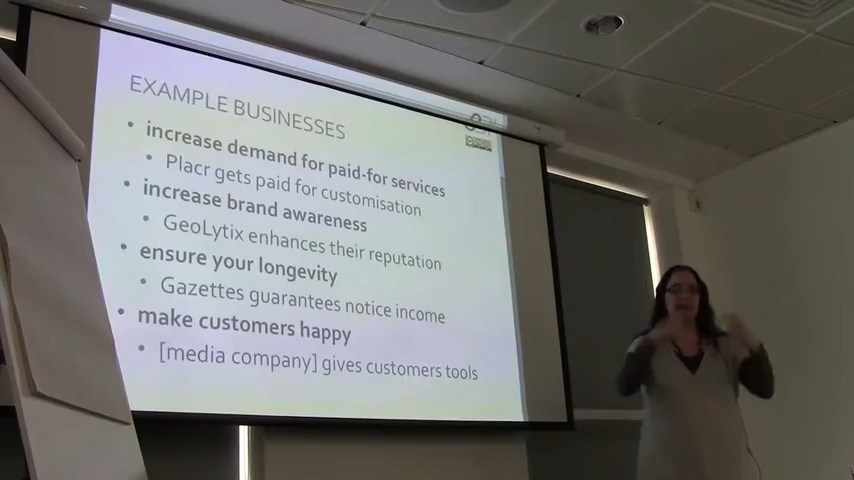 EXAMPLE BUSINESSES
• increase demand for paid-for services
• Placr gets paid for customisation
• increase brand awareness
• GeoLytix enhances their reputation
• ensure your longevity
• Gazettes guarantees notice income
• make customers happy
• [media company] gives customers tools